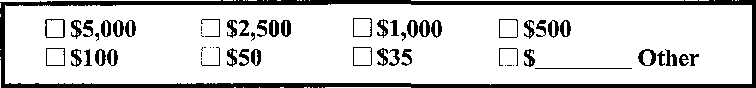 ☐ $5,000 ☐ $2,500 ☐ $1,000 ☐ $500
☐ $100 ☐ $50 ☐ $35 ☐ $________ Other